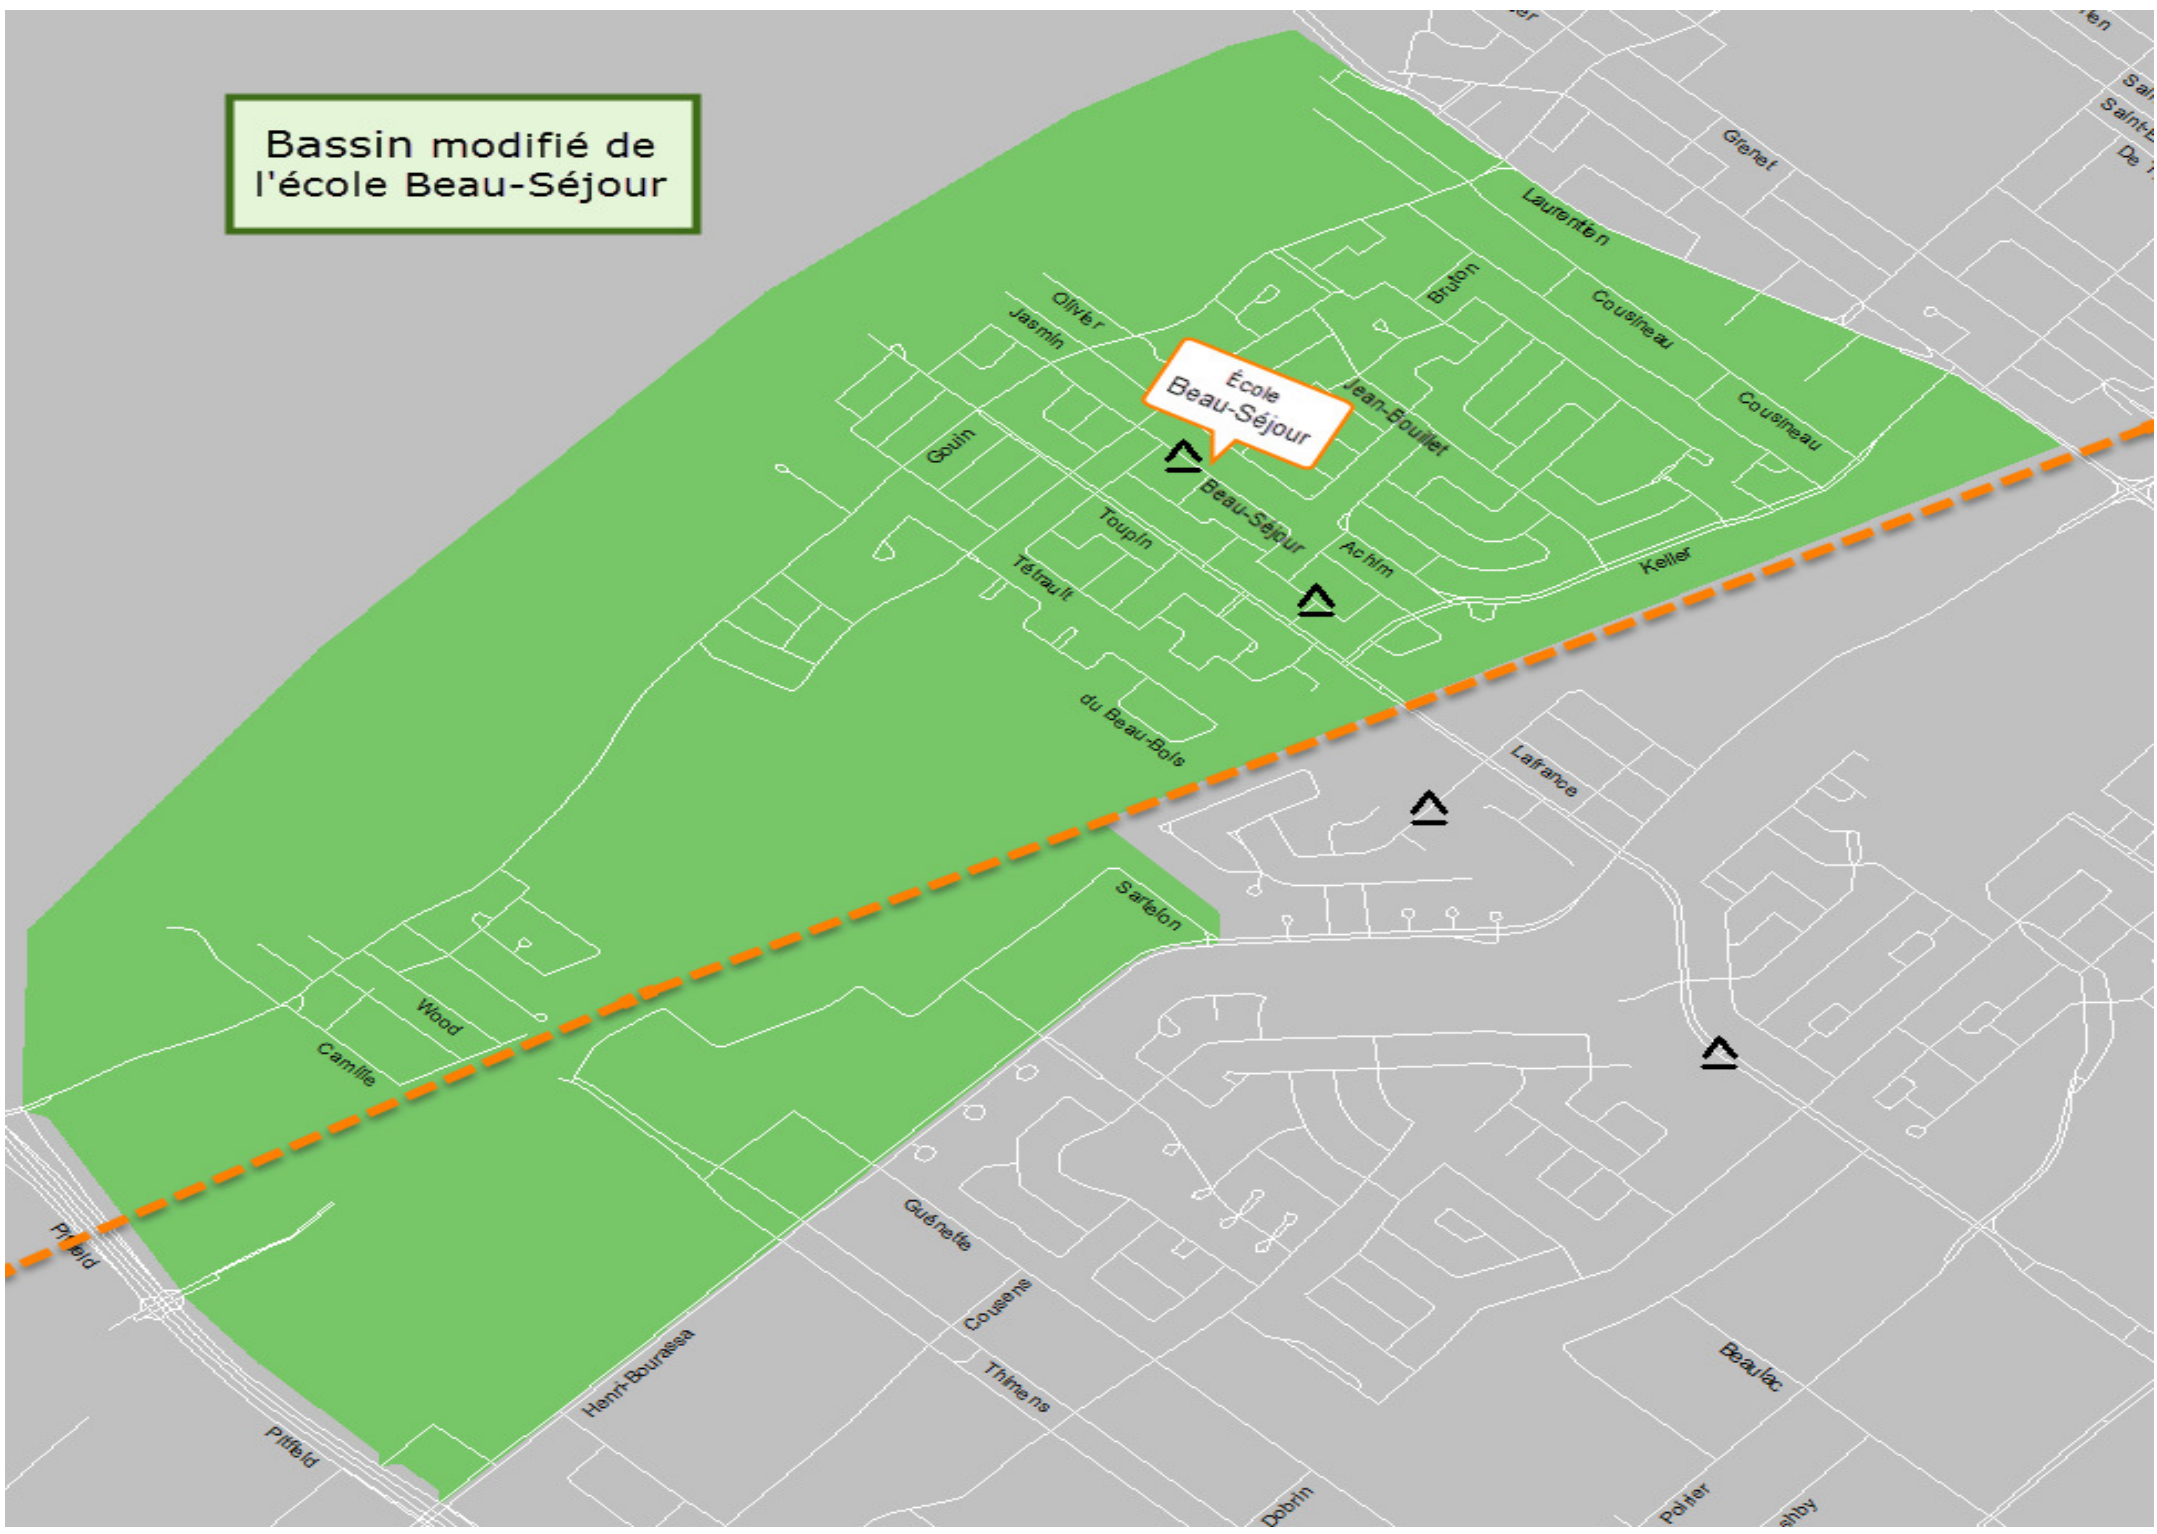 Bassin modifié de
l'école Beau-Séjour
Grenet
Laurentien
Bruton
Cousineau
Olivier
Jasmin
École
Beau-Séjour
Jean-Bouillet
Cousineau
Gouin
Beau-Séjour
Toupin
Achim
Keller
Tétrault
du Beau-Bois
Lafrance
Sartelon
Wood
Camille
Pitfield
Guénette
Cousens
Henri-Bourassa
Thimens
Beaulac
Pitfield
Dobrin
Poirier